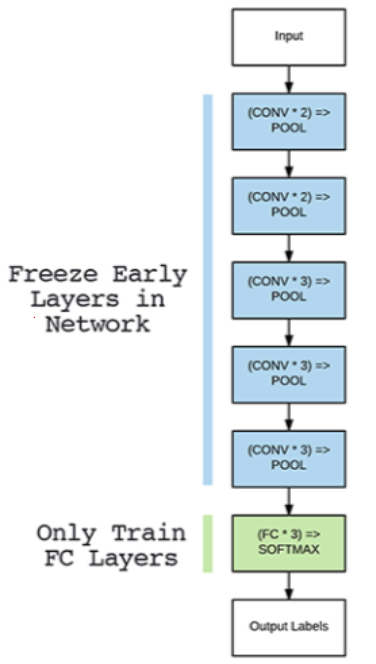 Input
(CONV * 2) =>
POOL
(CONV * 2) =>
POOL
Freeze Early
Layers in
Network
(CONV * 3) =>
POOL
(CONV * 3) =>
POOL
(CONV * 3) =>
POOL
Only Train
FC Layers
(FC * 3) =>
SOFTMAX
Output Labels